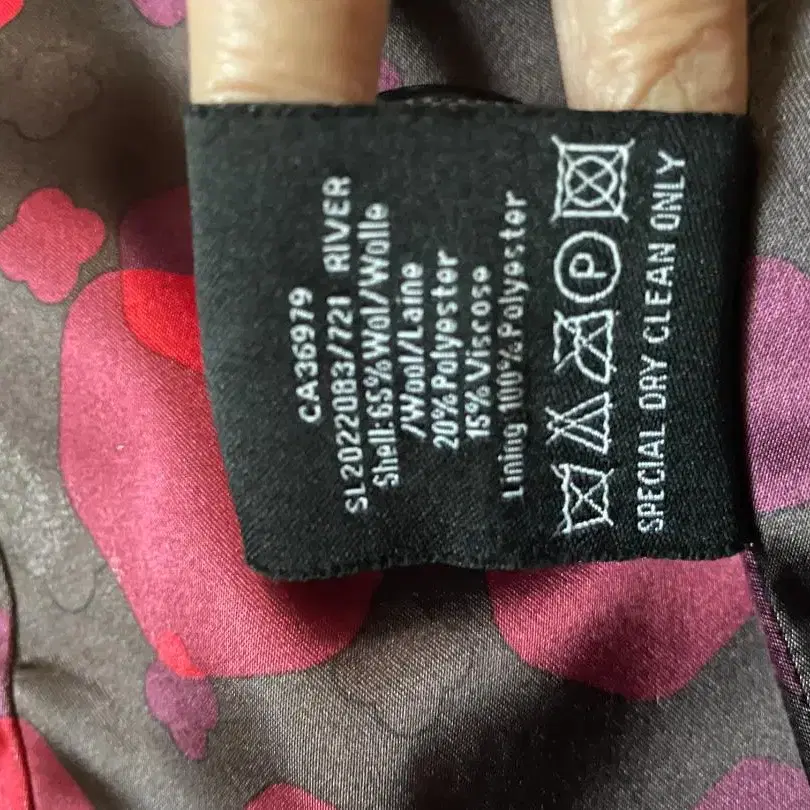 CA36979
SL2022083/721 RIVER
Shell:65%Wol/Wolle
/Wool/Laine
20%Polyester
15%Viscose
Lining:100%Polyester
P
SPECIAL DRY CLEAN ONLY